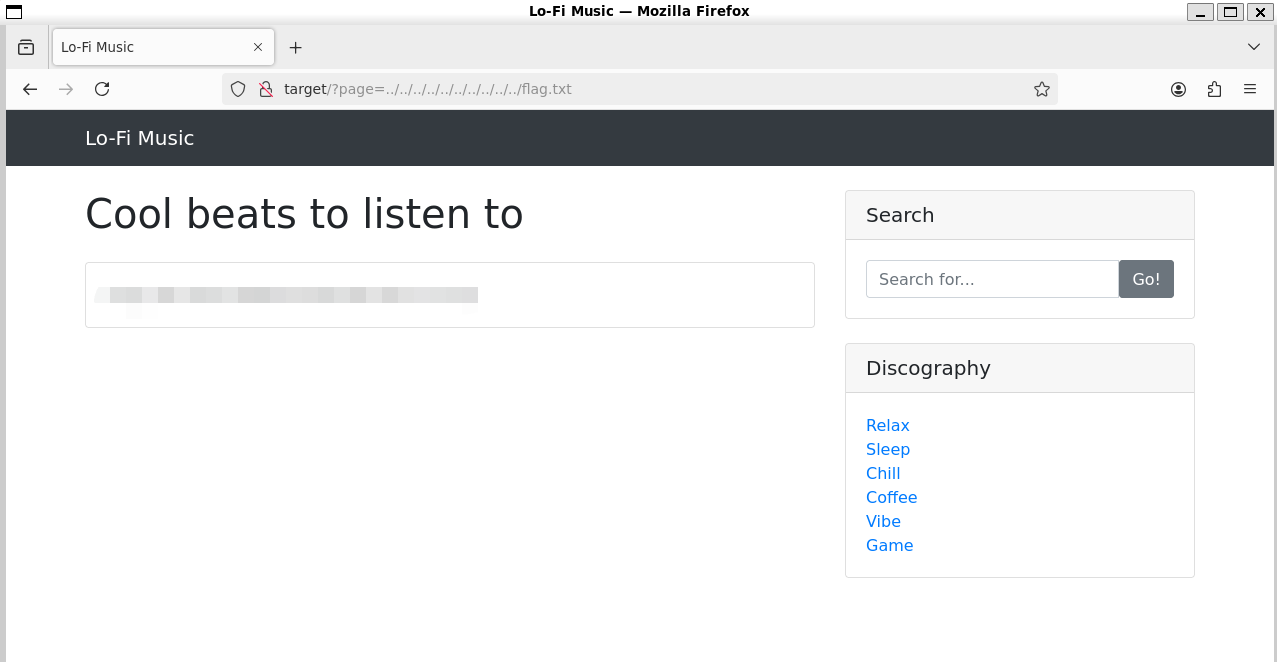 Lo-Fi Music — Mozilla Firefox
Lo-Fi Music
target/?page=../../../../../../../../../../flag.txt
Lo-Fi Music
Cool beats to listen to
Search
Search for...
Go!
Discography
Relax
Sleep
Chill
Coffee
Vibe
Game